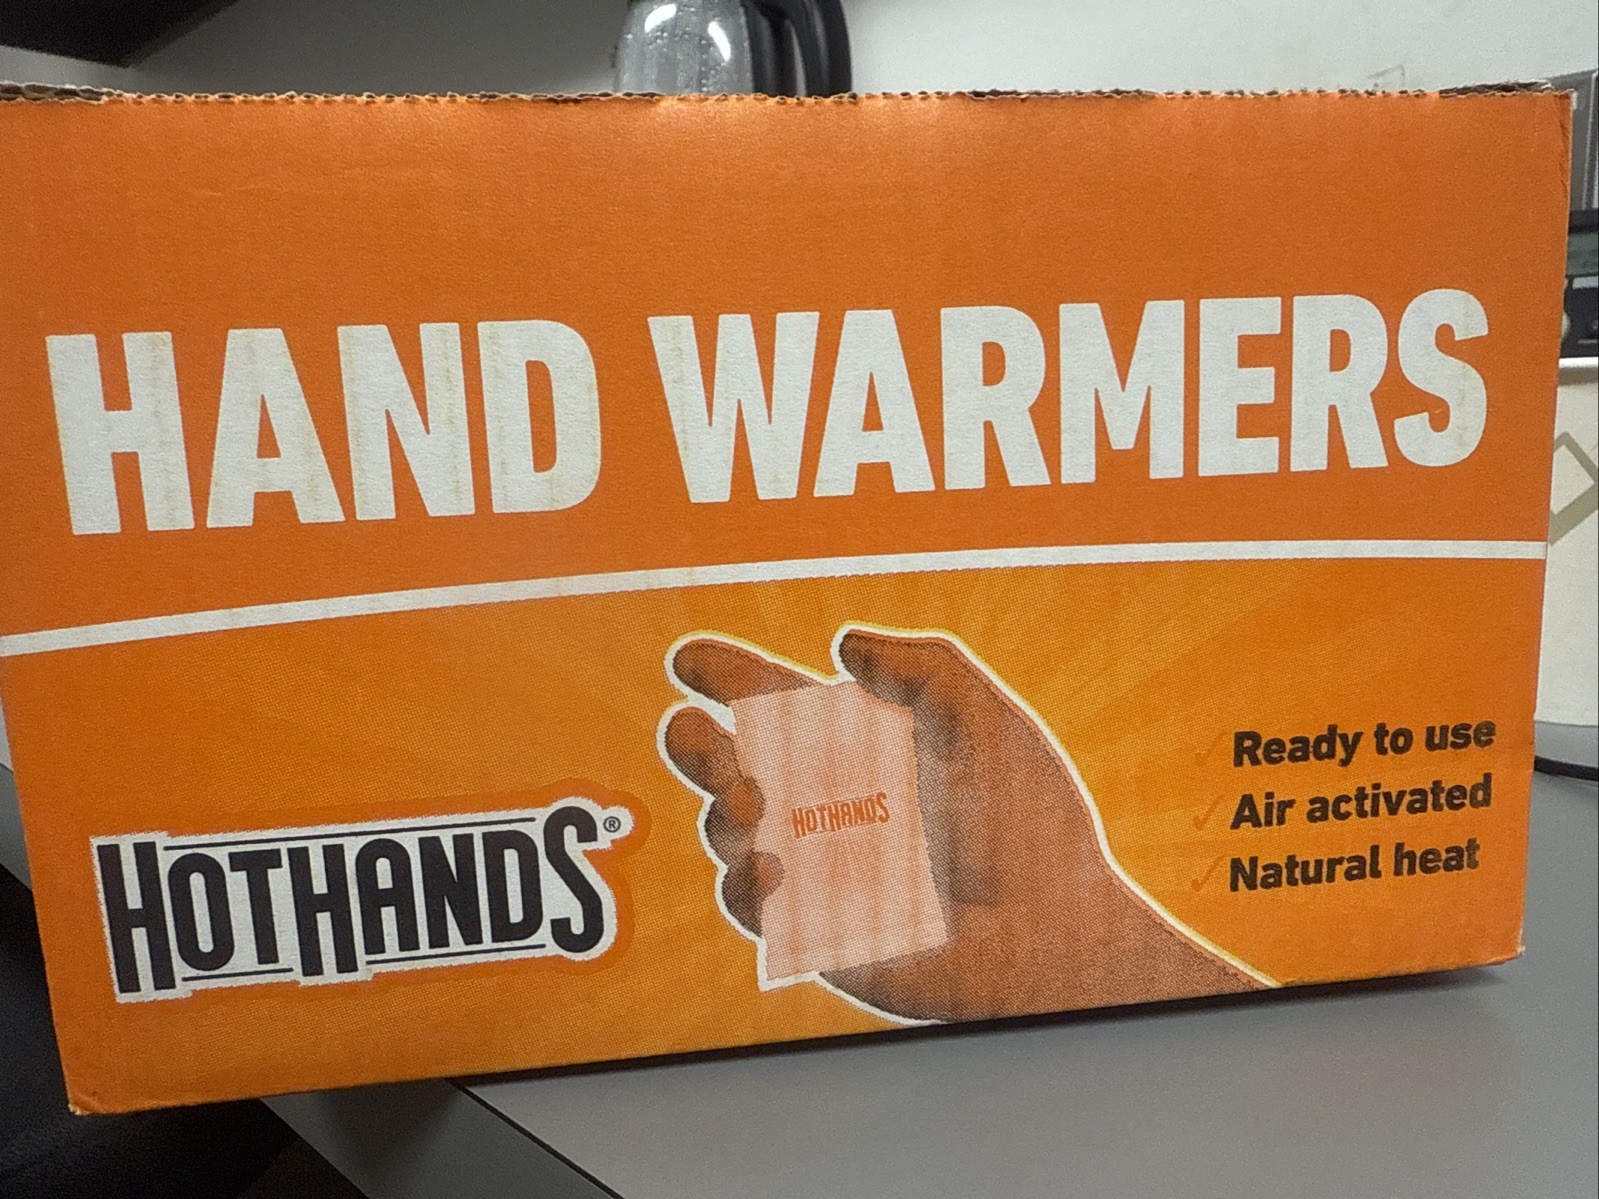 HAND WARMERS
HOTHANDS®
HOTHANDS
Ready to use
Air activated
Natural heat